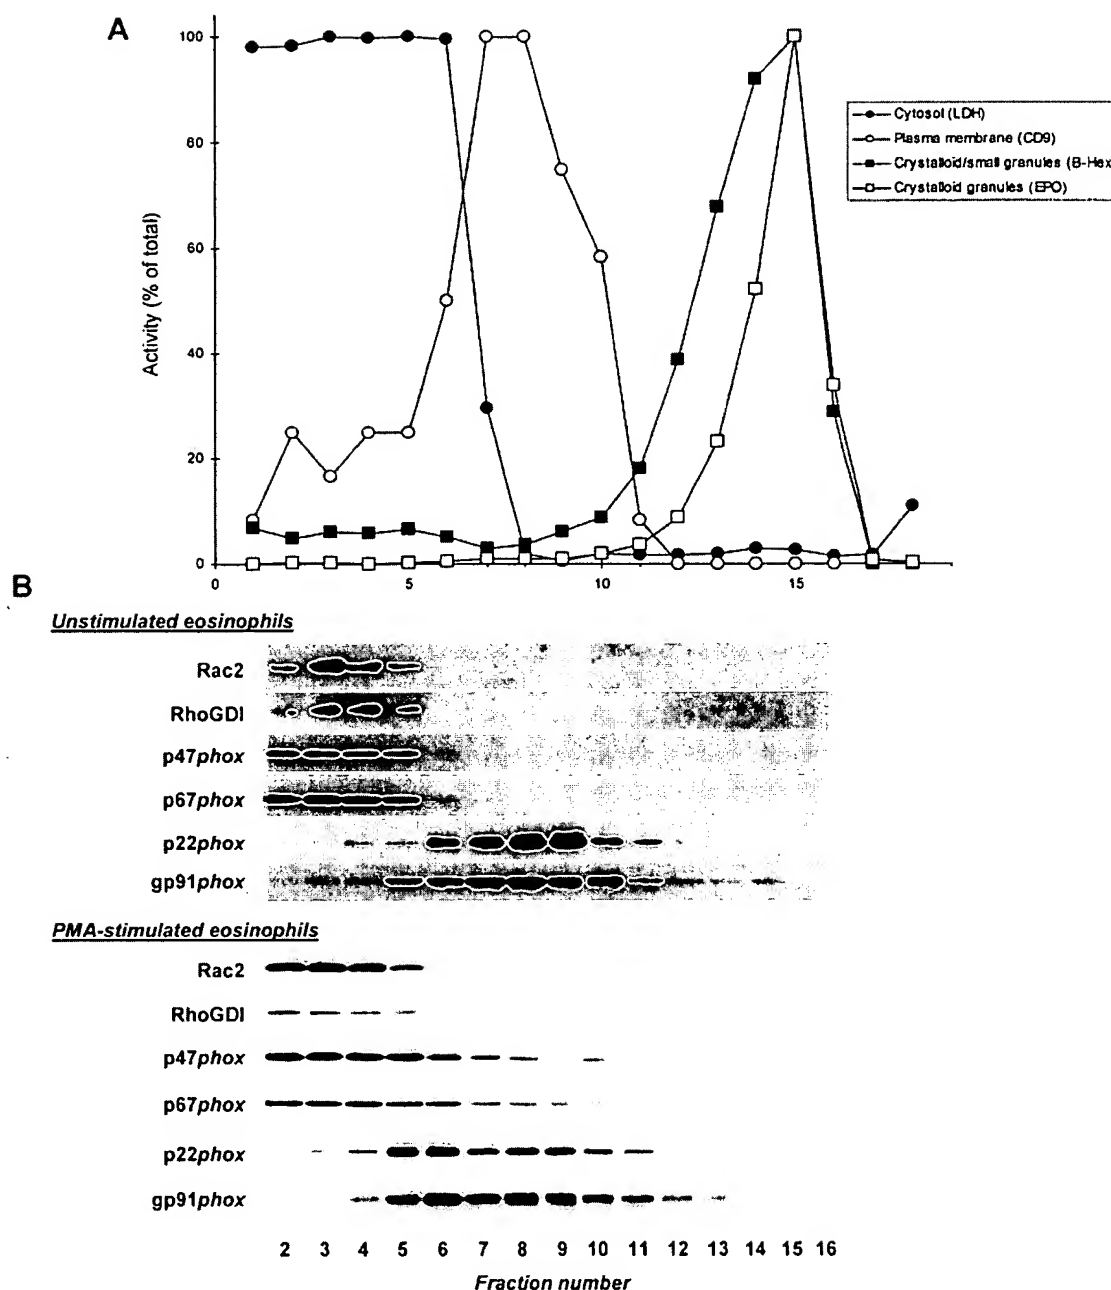 A
100
80
60
40
20
0
Activity (% of total)
0 5 10 15
Cytosol (LDH)
Plasma membrane (CD9)
Crystalloid/small granules (B-Hex
Crystalloid granules (EPO)
B
Unstimulated eosinophils
Rac2
RhoGDI
p47phox
p67phox
p22phox
gp91phox
PMA-stimulated eosinophils
Rac2
RhoGDI
p47phox
p67phox
p22phox
gp91phox
2 3 4 5 6 7 8 9 10 11 12 13 14 15 16
Fraction number